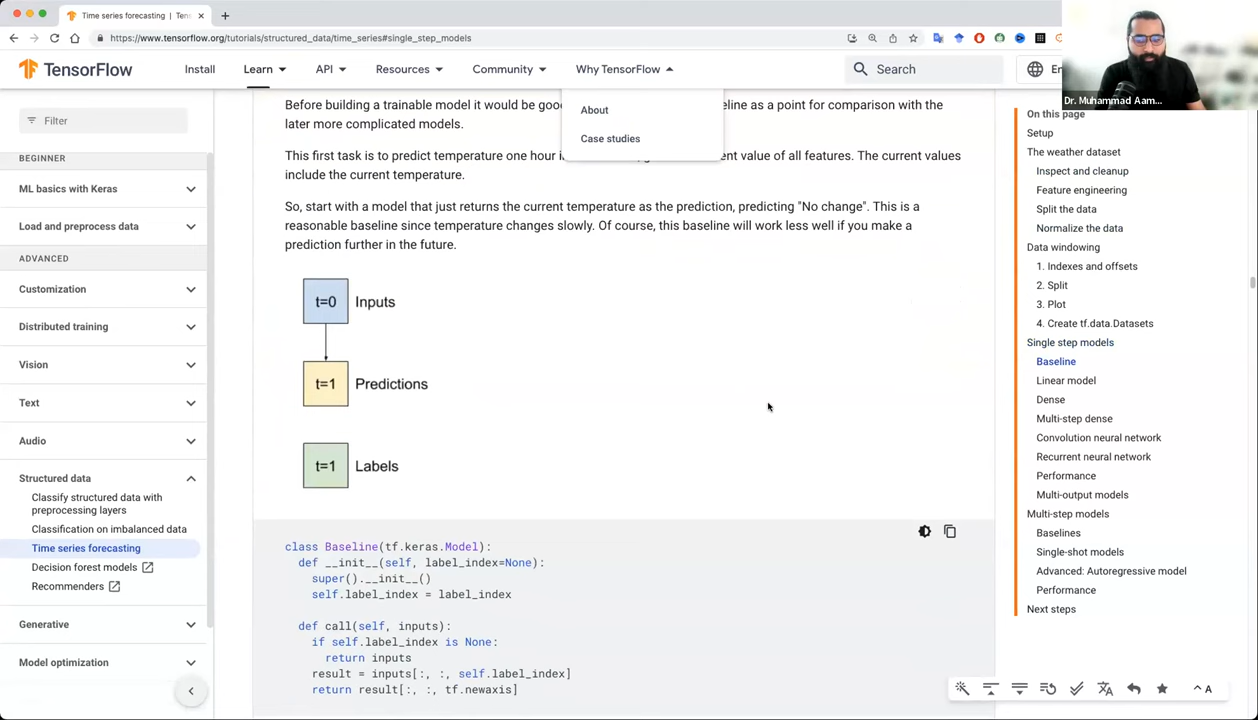 Time series forecasting | Ten
https://www.tensorflow.org/tutorials/structured_data/time_series#single_step_models
TensorFlow
Install
Learn
API
Resources
Community
Why TensorFlow
Search
About
Case studies
Dr. Muhammad Aam...
Filter
BEGINNER
ML basics with Keras
Load and preprocess data
ADVANCED
Customization
Distributed training
Vision
Text
Audio
Structured data
Classify structured data with
preprocessing layers
Classification on imbalanced data
Time series forecasting
Decision forest models
Recommenders
Generative
Model optimization
Before building a trainable model it would be goo eline as a point for comparison with the
later more complicated models.
This first task is to predict temperature one hour i ent value of all features. The current values
include the current temperature.
So, start with a model that just returns the current temperature as the prediction, predicting "No change". This is a
reasonable baseline since temperature changes slowly. Of course, this baseline will work less well if you make a
prediction further in the future.
t=0 Inputs
t=1 Predictions
t=1 Labels
class Baseline(tf.keras.Model):
def __init__(self, label_index=None):
super().__init__()
self.label_index = label_index
def call(self, inputs):
if self.label_index is None:
return inputs
result = inputs[:, :, self.label_index]
return result[:, :, tf.newaxis]
On this page
Setup
The weather dataset
Inspect and cleanup
Feature engineering
Split the data
Normalize the data
Data windowing
1. Indexes and offsets
2. Split
3. Plot
4. Create tf.data.Datasets
Single step models
Baseline
Linear model
Dense
Multi-step dense
Convolution neural network
Recurrent neural network
Performance
Multi-output models
Multi-step models
Baselines
Single-shot models
Advanced: Autoregressive model
Performance
Next steps
A